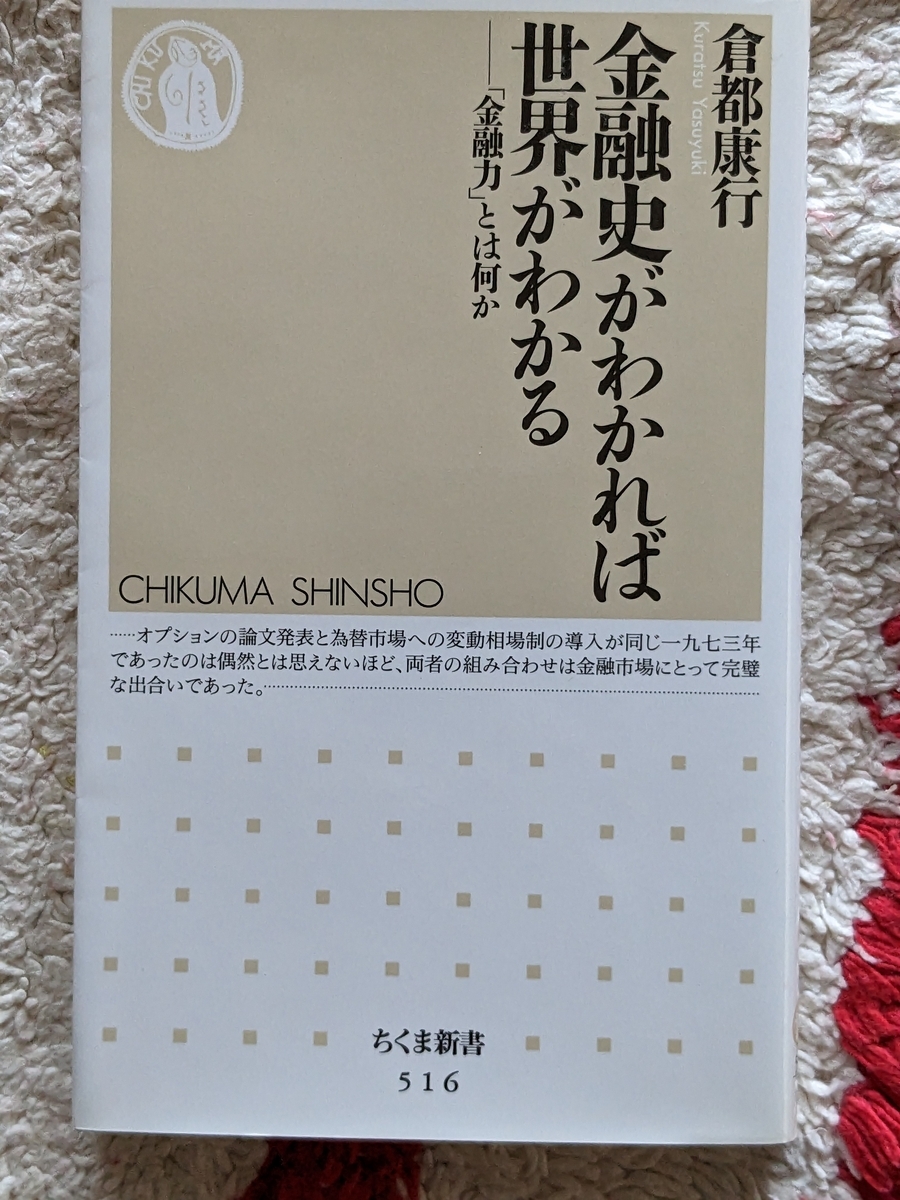 倉都康行
Kuratsu Yasuyuki
金融史がわかれば
世界がわかる
──「金融力」とは何か
CHIKUMA
CHIKUMA SHINSHO
……オプションの論文発表と為替市場への変動相場制の導入が同じ一九七三年
であったのは偶然とは思えないほど、両者の組み合わせは金融市場にとって完璧
な出合いであった。……………………………………………………
ちくま新書
516